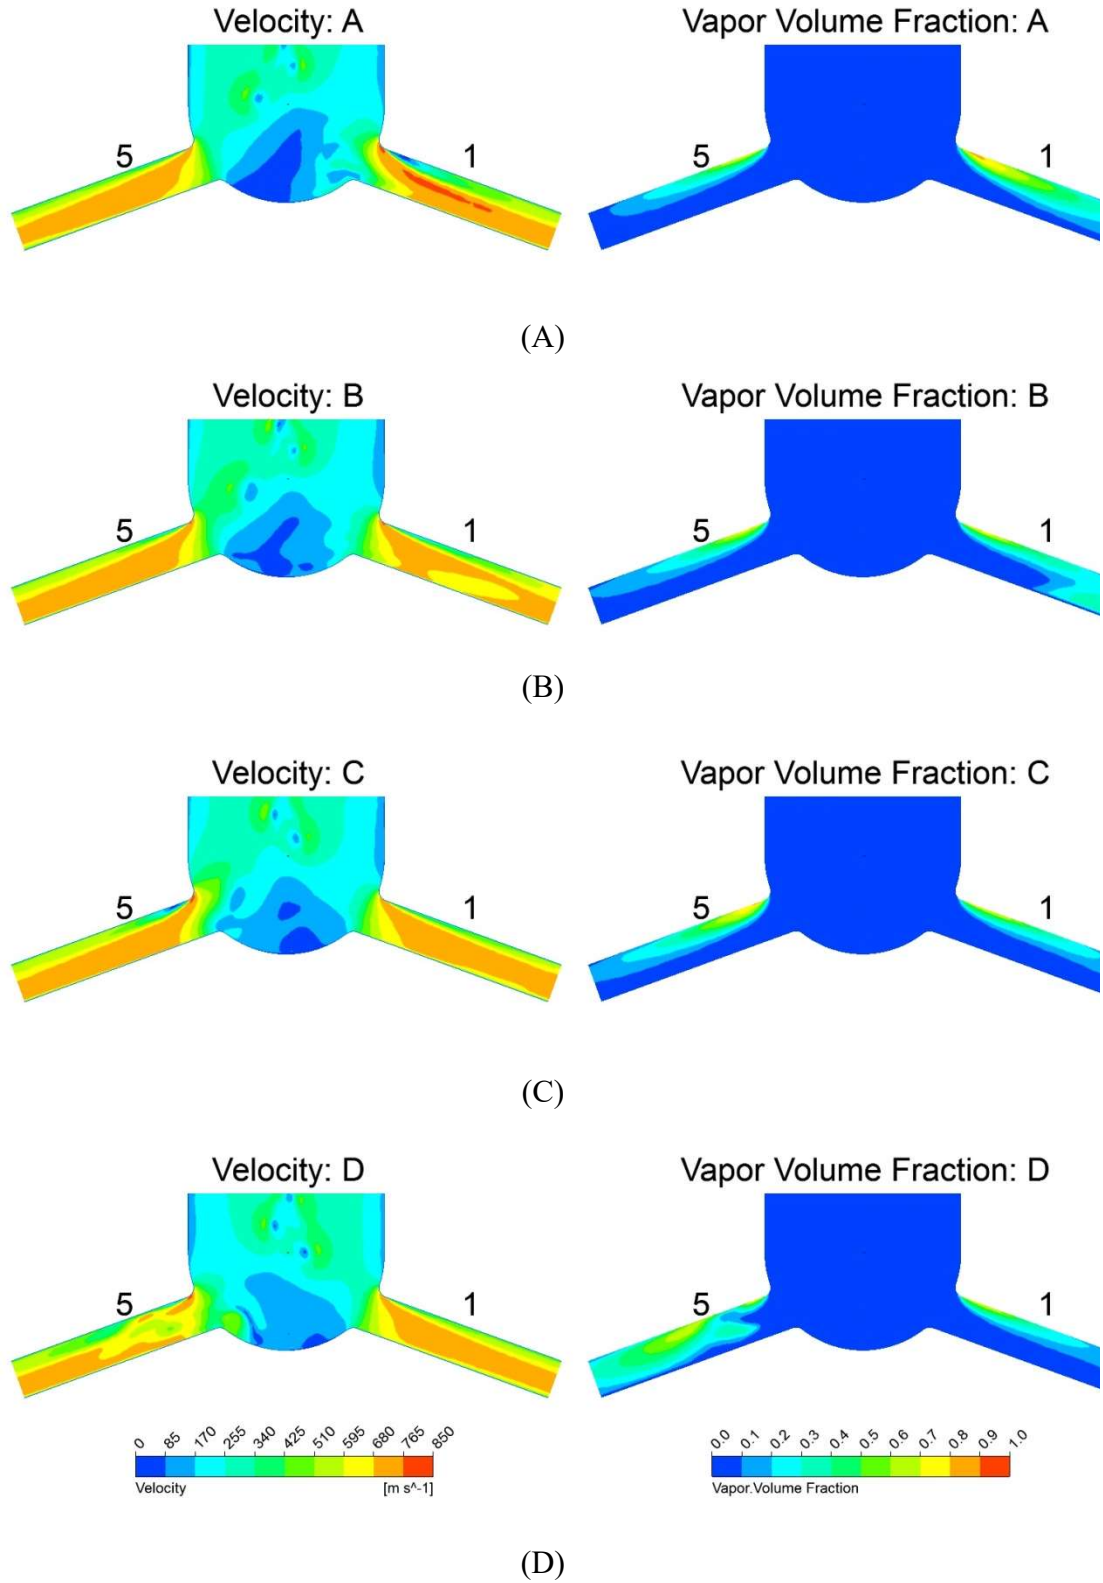 Velocity: A
Vapor Volume Fraction: A
5
1
5
1
(A)
Velocity: B
Vapor Volume Fraction: B
5
1
5
1
(B)
Velocity: C
Vapor Volume Fraction: C
5
1
5
1
(C)
Velocity: D
Vapor Volume Fraction: D
5
1
5
1
0 85 170 255 340 425 510 595 680 765 850
Velocity [m s^-1]
0.0 0.1 0.2 0.3 0.4 0.5 0.6 0.7 0.8 0.9 1.0
Vapor.Volume Fraction
(D)